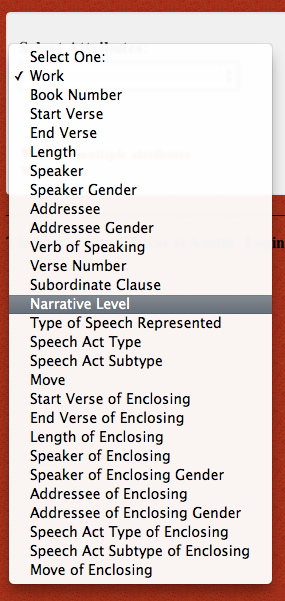 Select One:
✓ Work
Book Number
Start Verse
End Verse
Length
Speaker
Speaker Gender
Addressee
Addressee Gender
Verb of Speaking
Verse Number
Subordinate Clause
Narrative Level
Type of Speech Represented
Speech Act Type
Speech Act Subtype
Move
Start Verse of Enclosing
End Verse of Enclosing
Length of Enclosing
Speaker of Enclosing
Speaker of Enclosing Gender
Addressee of Enclosing
Addressee of Enclosing Gender
Speech Act Type of Enclosing
Speech Act Subtype of Enclosing
Move of Enclosing